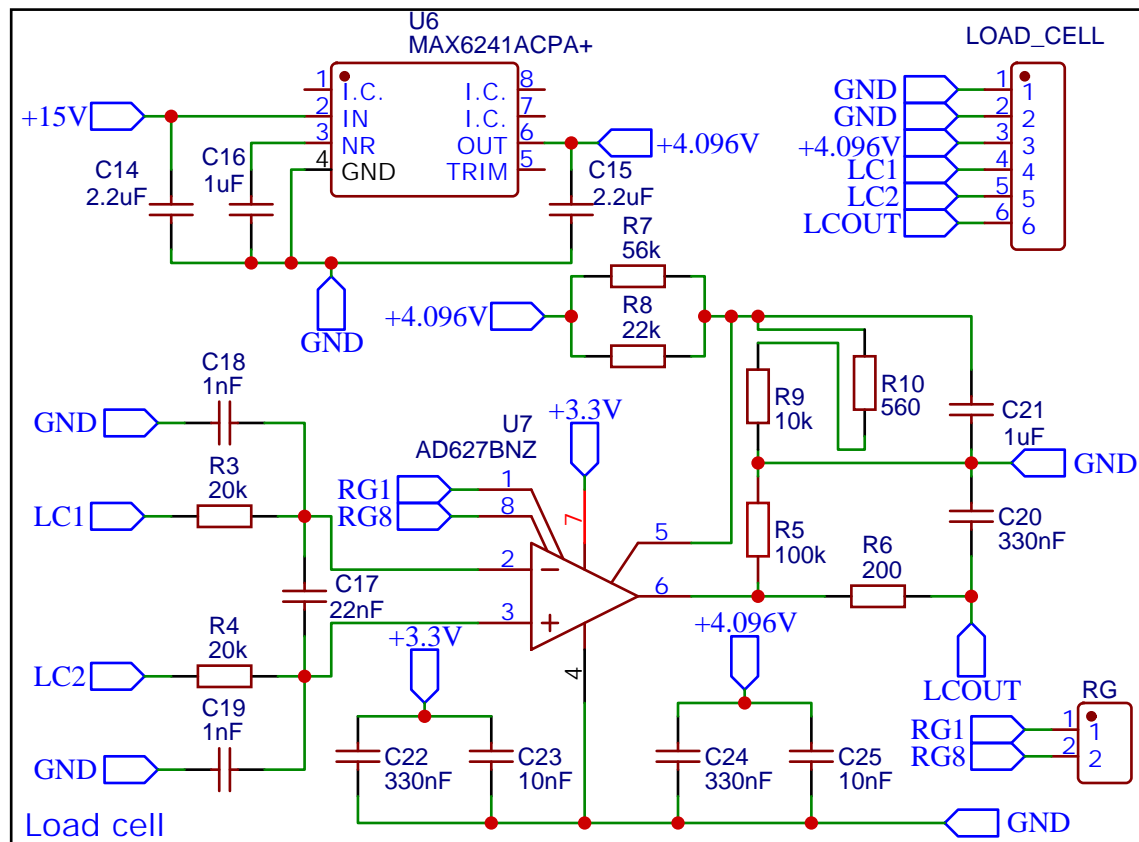 U6
MAX6241ACPA+
1 I.C. I.C. 8
2 IN I.C. 7
3 NR OUT 6
4 GND TRIM 5
+15V
+4.096V
C14
2.2uF
C16
1uF
C15
2.2uF
GND
LOAD_CELL
GND 1 1
GND 2 2
+4.096V 3 3
LC1 4 4
LC2 5 5
LCOUT 6 6
R7
56k
+4.096V
R8
22k
R9
10k
R10
560
C21
1uF
GND
C18
1nF
GND
R3
20k
LC1
C17
22nF
R4
20k
LC2
C19
1nF
GND
+3.3V
U7
AD627BNZ
RG1 1
RG8 8
7
2
3
5
6
4
R5
100k
R6
200
C20
330nF
LCOUT
+3.3V
C22
330nF
C23
10nF
+4.096V
C24
330nF
C25
10nF
GND
RG
RG1 1 1
RG8 2 2
Load cell